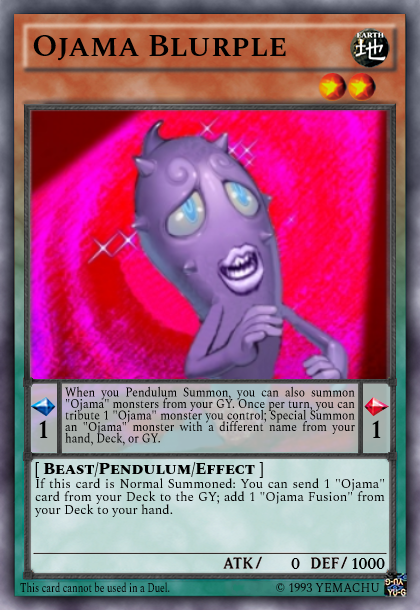 OJAMA BLURPLE
EARTH
地
When you Pendulum Summon, you can also summon
"Ojama" monsters from your GY. Once per turn, you can
tribute 1 "Ojama" monster you control; Special Summon
an "Ojama" monster with a different name from your
hand, Deck, or GY.
1
1
[ BEAST/PENDULUM/EFFECT ]
If this card is Normal Summoned: You can send 1 "Ojama"
card from your Deck to the GY; add 1 "Ojama Fusion" from
your Deck to your hand.
ATK/ 0 DEF/ 1000
This card cannot be used in a Duel.
© 1993 YEMACHU